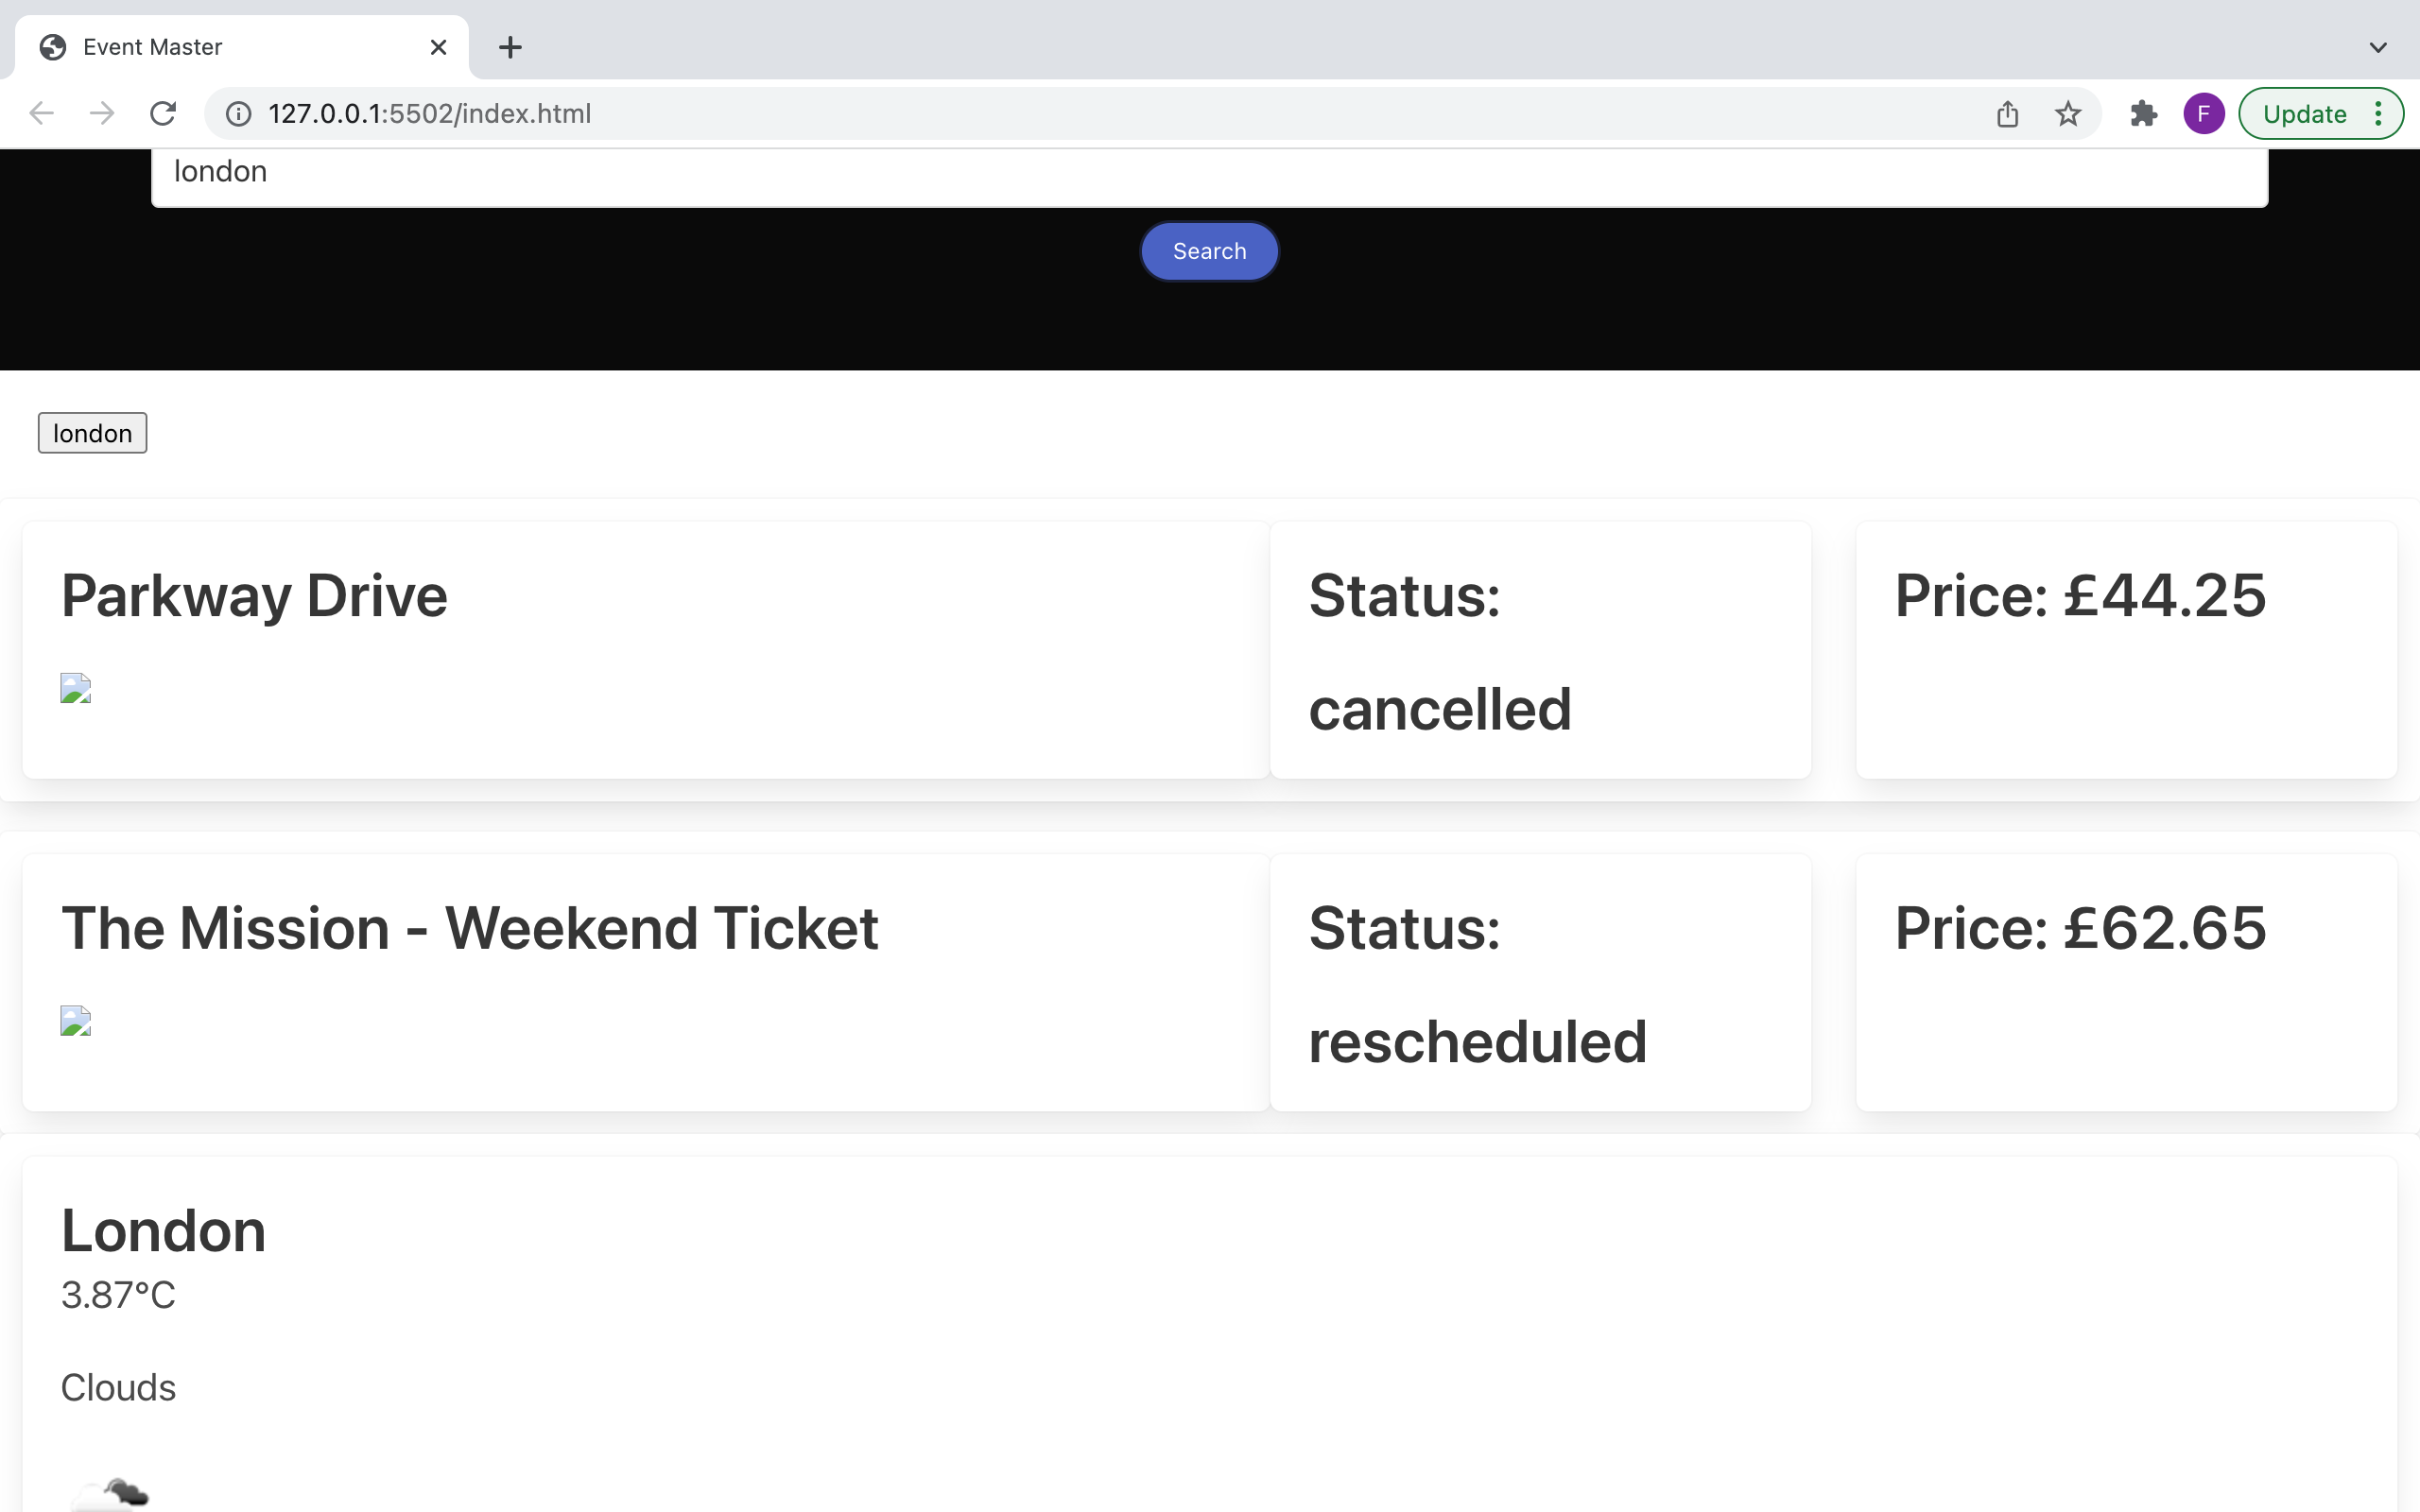 Event Master
127.0.0.1:5502/index.html
F
Update
london
Search
london
Parkway Drive
Status:
cancelled
Price: £44.25
The Mission - Weekend Ticket
Status:
rescheduled
Price: £62.65
London
3.87°C
Clouds